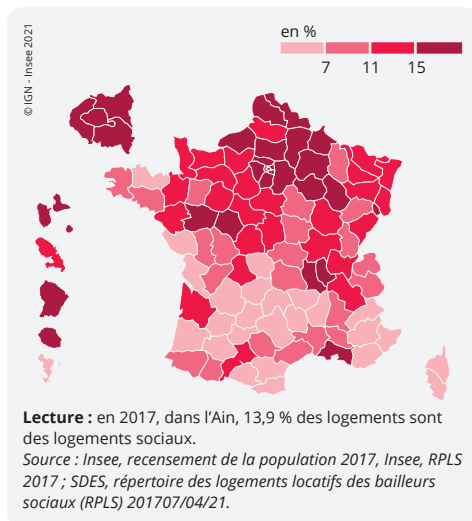 © IGN - Insee 2021
en %
7 11 15
Lecture : en 2017, dans l’Ain, 13,9 % des logements sont
des logements sociaux.
Source : Insee, recensement de la population 2017, Insee, RPLS
2017 ; SDES, répertoire des logements locatifs des bailleurs
sociaux (RPLS) 201707/04/21.